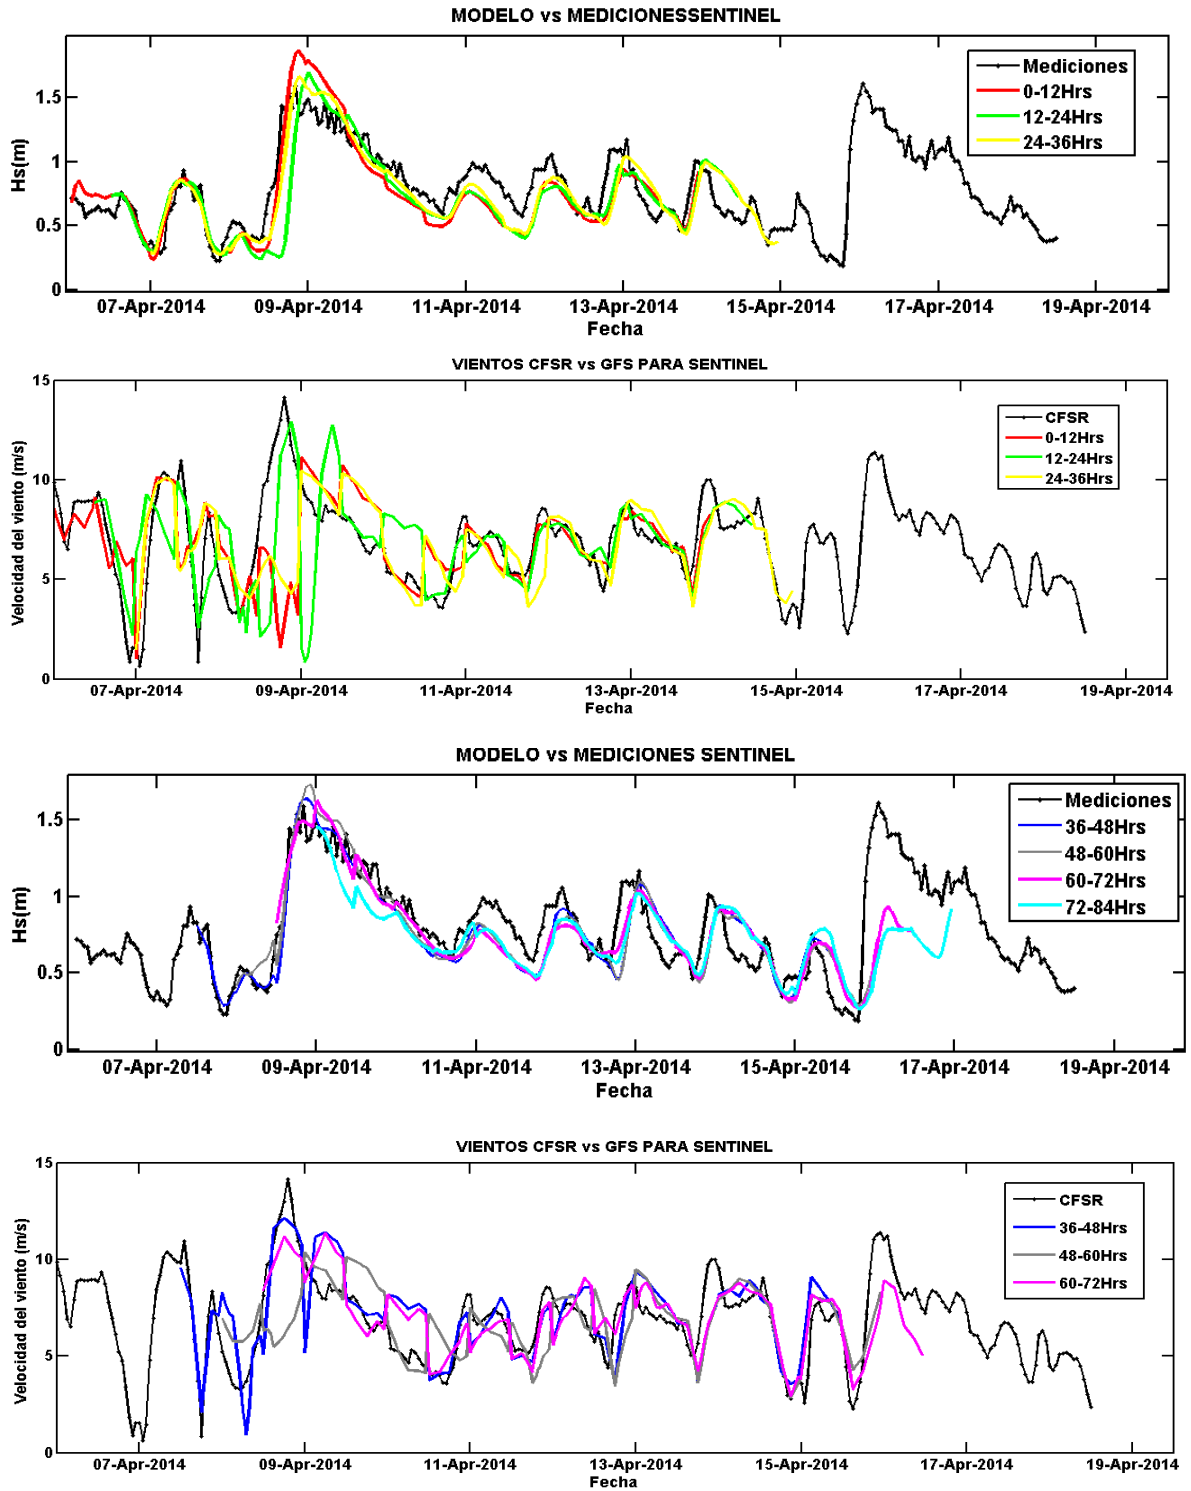 MODELO vs MEDICIONESSENTINEL
Hs(m)
1.5
1
0.5
0
Mediciones
0-12Hrs
12-24Hrs
24-36Hrs
07-Apr-2014 09-Apr-2014 11-Apr-2014 13-Apr-2014 15-Apr-2014 17-Apr-2014 19-Apr-2014
Fecha
VIENTOS CFSR vs GFS PARA SENTINEL
Velocidad del viento (m/s)
15
10
5
0
CFSR
0-12Hrs
12-24Hrs
24-36Hrs
07-Apr-2014 09-Apr-2014 11-Apr-2014 13-Apr-2014 15-Apr-2014 17-Apr-2014 19-Apr-2014
Fecha
MODELO vs MEDICIONES SENTINEL
Hs(m)
1.5
1
0.5
0
Mediciones
36-48Hrs
48-60Hrs
60-72Hrs
72-84Hrs
07-Apr-2014 09-Apr-2014 11-Apr-2014 13-Apr-2014 15-Apr-2014 17-Apr-2014 19-Apr-2014
Fecha
VIENTOS CFSR vs GFS PARA SENTINEL
Velocidad del viento (m/s)
15
10
5
0
CFSR
36-48Hrs
48-60Hrs
60-72Hrs
07-Apr-2014 09-Apr-2014 11-Apr-2014 13-Apr-2014 15-Apr-2014 17-Apr-2014 19-Apr-2014
Fecha